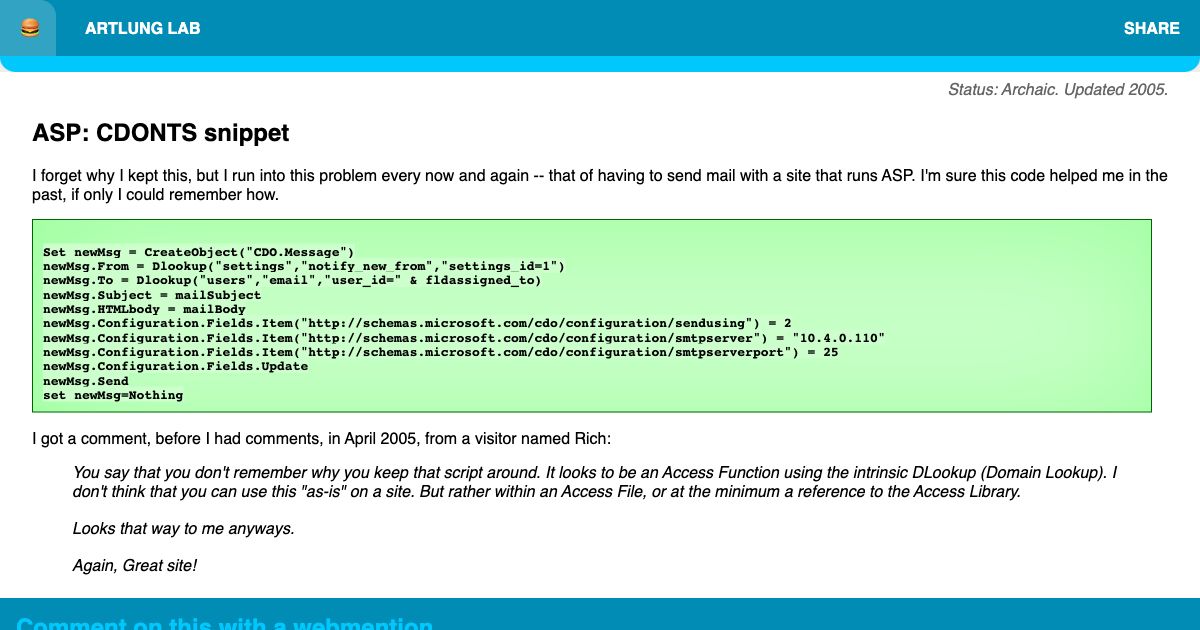 ARTLUNG LAB
SHARE
Status: Archaic. Updated 2005.
ASP: CDONTS snippet
I forget why I kept this, but I run into this problem every now and again -- that of having to send mail with a site that runs ASP. I'm sure this code helped me in the
past, if only I could remember how.
Set newMsg = CreateObject("CDO.Message")
newMsg.From = Dlookup("settings","notify_new_from","settings_id=1")
newMsg.To = Dlookup("users","email","user_id=" & fldassigned_to)
newMsg.Subject = mailSubject
newMsg.HTMLbody = mailBody
newMsg.Configuration.Fields.Item("http://schemas.microsoft.com/cdo/configuration/sendusing") = 2
newMsg.Configuration.Fields.Item("http://schemas.microsoft.com/cdo/configuration/smtpserver") = "10.4.0.110"
newMsg.Configuration.Fields.Item("http://schemas.microsoft.com/cdo/configuration/smtpserverport") = 25
newMsg.Configuration.Fields.Update
newMsg.Send
set newMsg=Nothing
I got a comment, before I had comments, in April 2005, from a visitor named Rich:
You say that you don't remember why you keep that script around. It looks to be an Access Function using the intrinsic DLookup (Domain Lookup). I
don't think that you can use this "as-is" on a site. But rather within an Access File, or at the minimum a reference to the Access Library.
Looks that way to me anyways.
Again, Great site!
Comment on this with a webmention